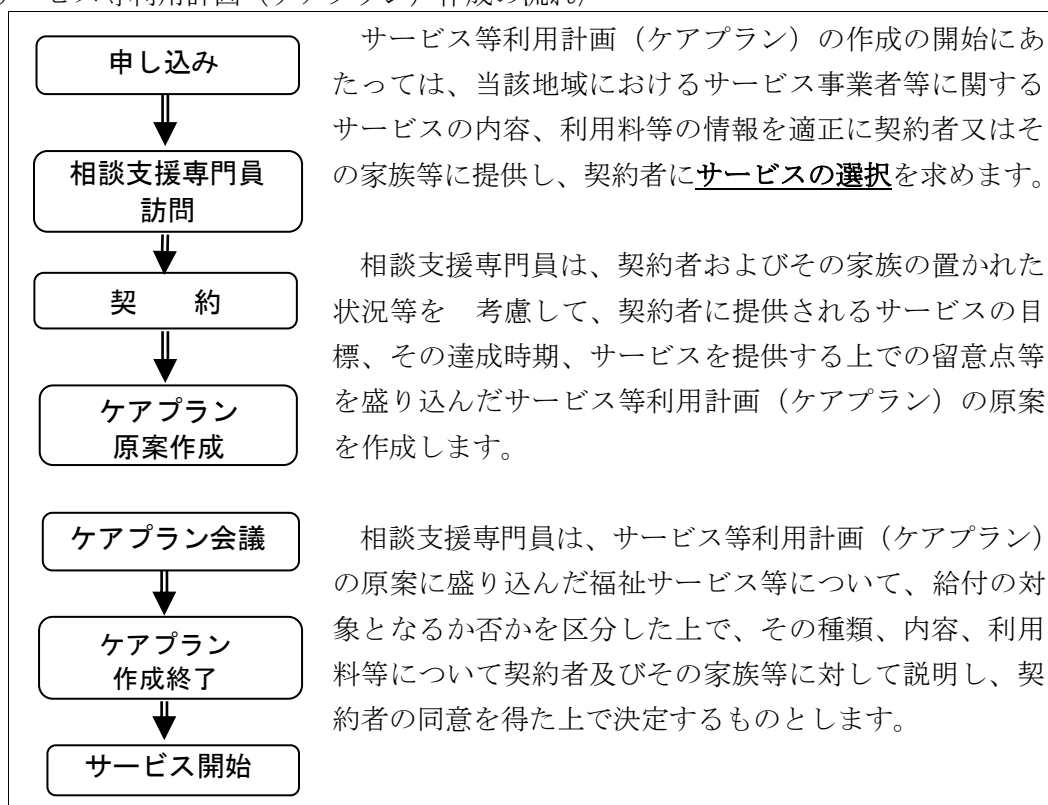 サービス等利用計画（ケアプラン）作成の流れ
申し込み
相談支援専門員
訪問
契　　約
ケアプラン
原案作成
ケアプラン会議
ケアプラン
作成終了
サービス開始
サービス等利用計画（ケアプラン）の作成の開始にあ
たっては、当該地域におけるサービス事業者等に関する
サービスの内容、利用料等の情報を適正に契約者又はそ
の家族等に提供し、契約者にサービスの選択を求めます。
相談支援専門員は、契約者およびその家族の置かれた
状況等を　考慮して、契約者に提供されるサービスの目
標、その達成時期、サービスを提供する上での留意点等
を盛り込んだサービス等利用計画（ケアプラン）の原案
を作成します。
相談支援専門員は、サービス等利用計画（ケアプラン）
の原案に盛り込んだ福祉サービス等について、給付の対
象となるか否かを区分した上で、その種類、内容、利用
料等について契約者及びその家族等に対して説明し、契
約者の同意を得た上で決定するものとします。